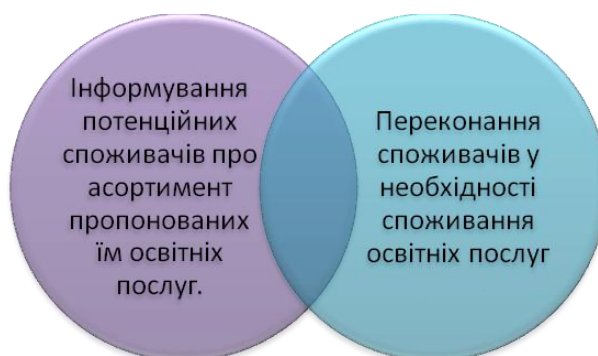 Інформування
потенційних
споживачів про
асортимент
пропонованих
їм освітніх
послуг.
Переконання
споживачів у
необхідності
споживання
освітніх послуг